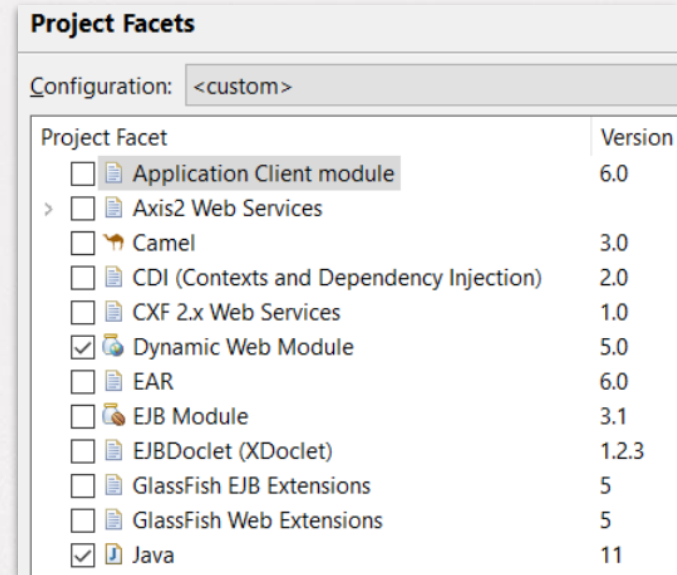 Project Facets
Configuration: <custom>
Project Facet Version
Application Client module 6.0
Axis2 Web Services
Camel 3.0
CDI (Contexts and Dependency Injection) 2.0
CXF 2.x Web Services 1.0
Dynamic Web Module 5.0
EAR 6.0
EJB Module 3.1
EJBDoclet (XDoclet) 1.2.3
GlassFish EJB Extensions 5
GlassFish Web Extensions 5
Java 11